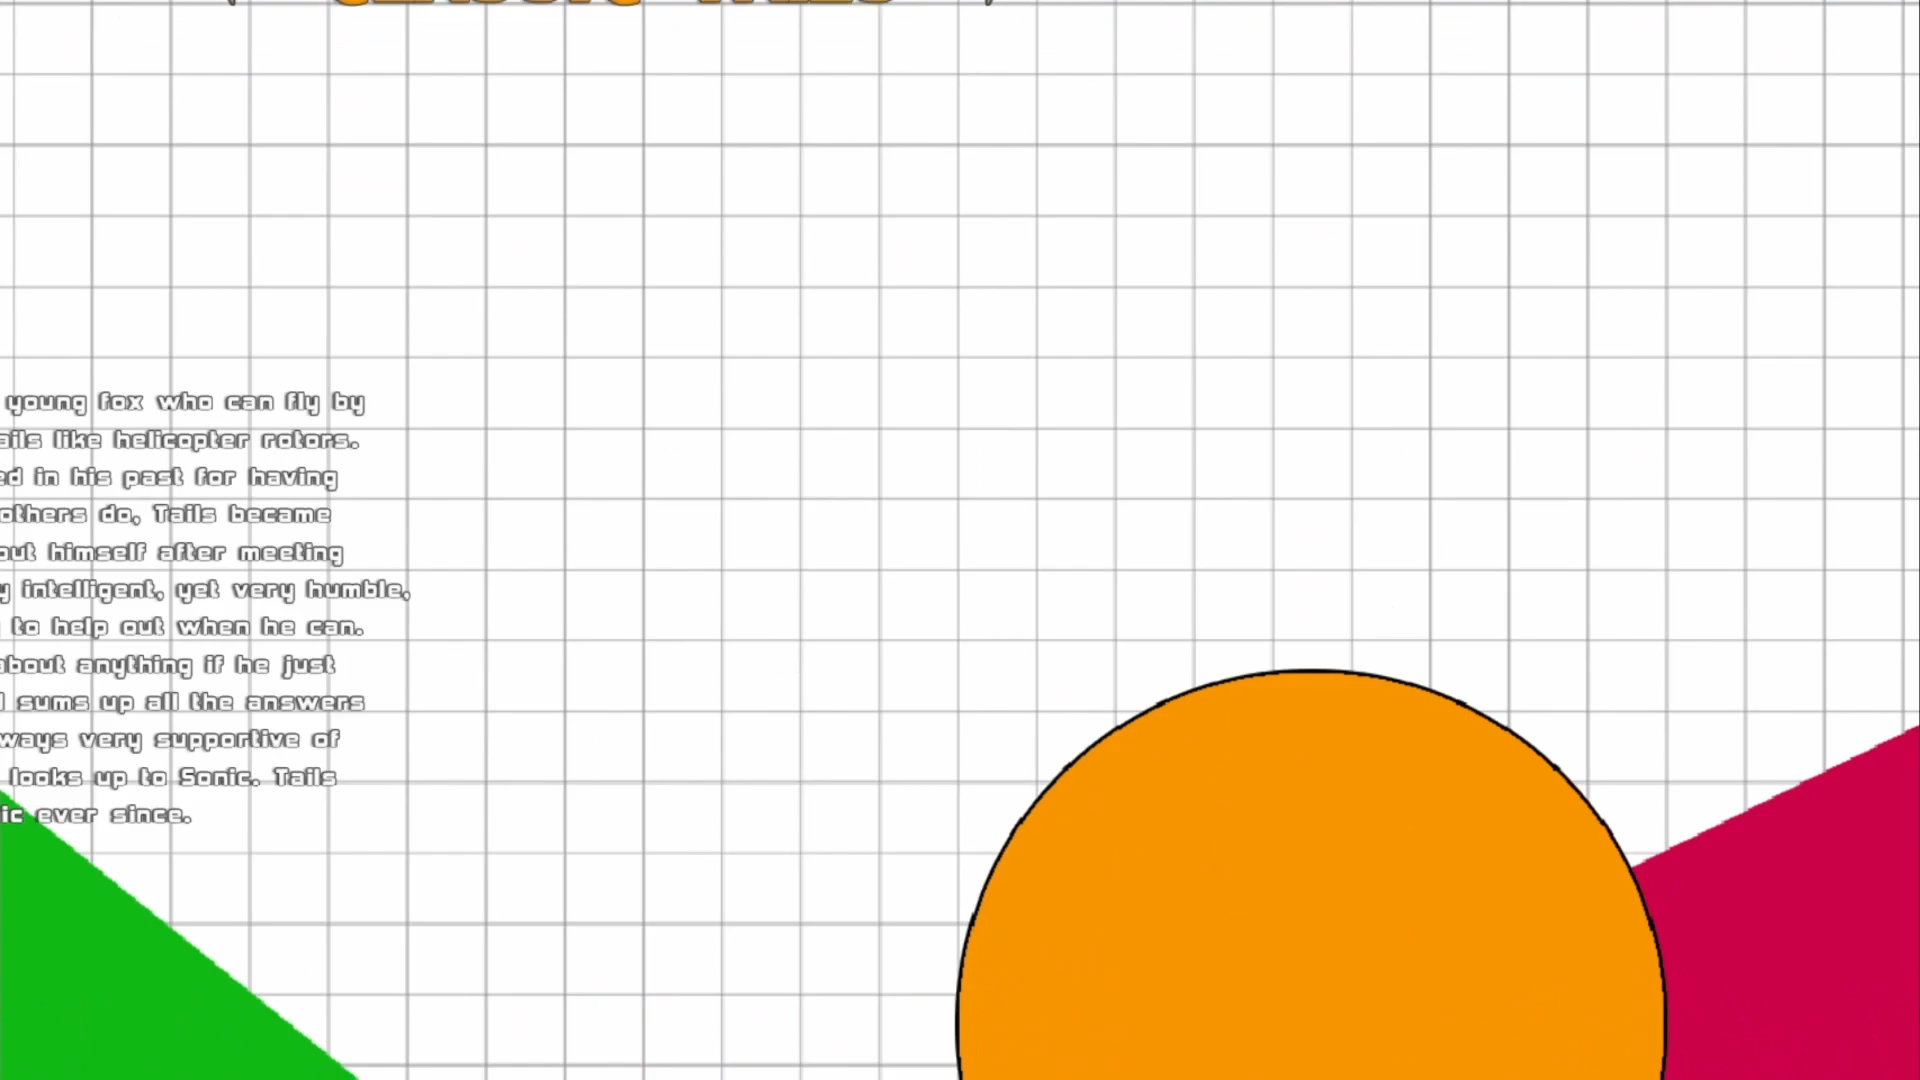 CLASSIC TAILS
young fox who can fly by
ails like helicopter rotors.
ed in his past for having
others do, Tails became
out himself after meeting
y intelligent, yet very humble,
to help out when he can.
about anything if he just
sums up all the answers
ways very supportive of
looks up to Sonic. Tails
ic ever since.